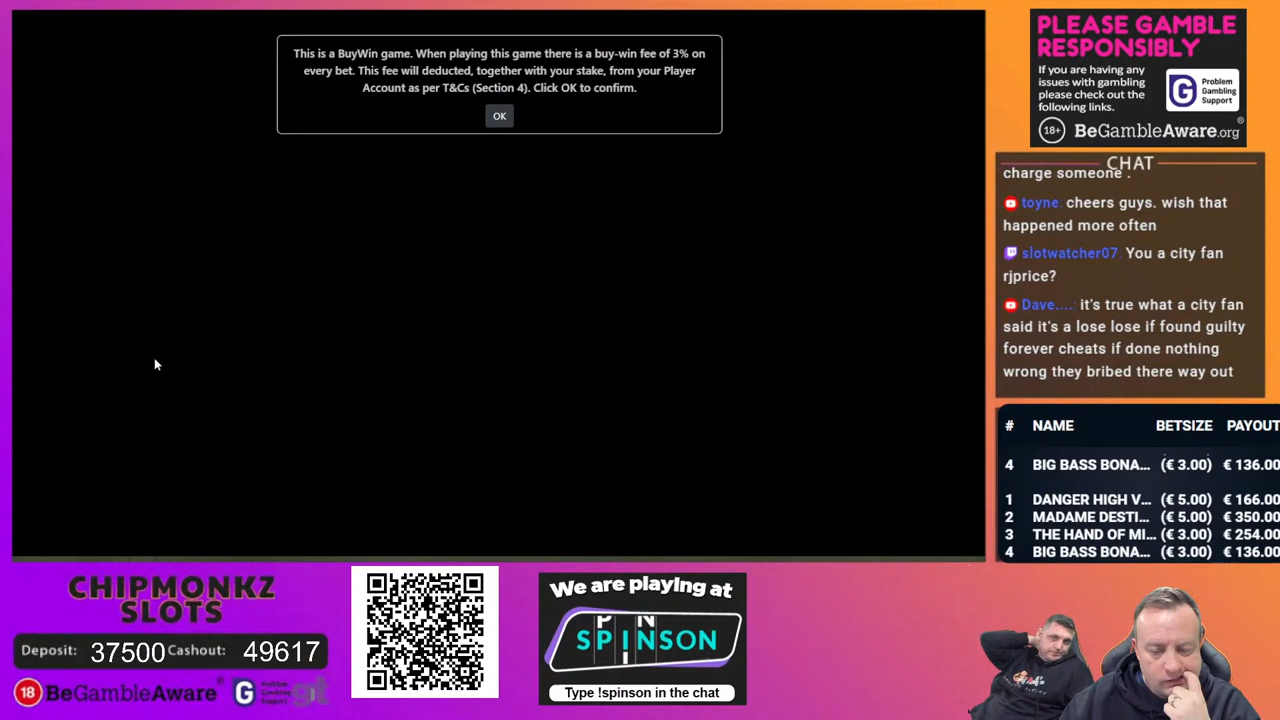 This is a BuyWin game. When playing this game there is a buy-win fee of 3% on
every bet. This fee will deducted, together with your stake, from your Player
Account as per T&Cs (Section 4). Click OK to confirm.
OK
PLEASE GAMBLE
RESPONSIBLY
If you are having any
issues with gambling
please check out the
following links.
Problem
Gambling
Support
18+ BeGambleAware.org®
CHAT
charge someone .
toyne: cheers guys. wish that
happened more often
slotwatcher07: You a city fan
rjprice?
Dave....: it's true what a city fan
said it's a lose lose if found guilty
forever cheats if done nothing
wrong they bribed there way out
# NAME BETSIZE PAYOUT
4 BIG BASS BONA... (€ 3.00) € 136.00
1 DANGER HIGH V... (€ 5.00) € 166.00
2 MADAME DESTI... (€ 5.00) € 350.00
3 THE HAND OF MI... (€ 3.00) € 254.00
4 BIG BASS BONA... (€ 3.00) € 136.00
CHIPMONKZ
SLOTS
Deposit: 37500 Cashout: 49617
18 BeGambleAware®
Problem
Gambling
Support
We are playing at
SPINSON
Type !spinson in the chat